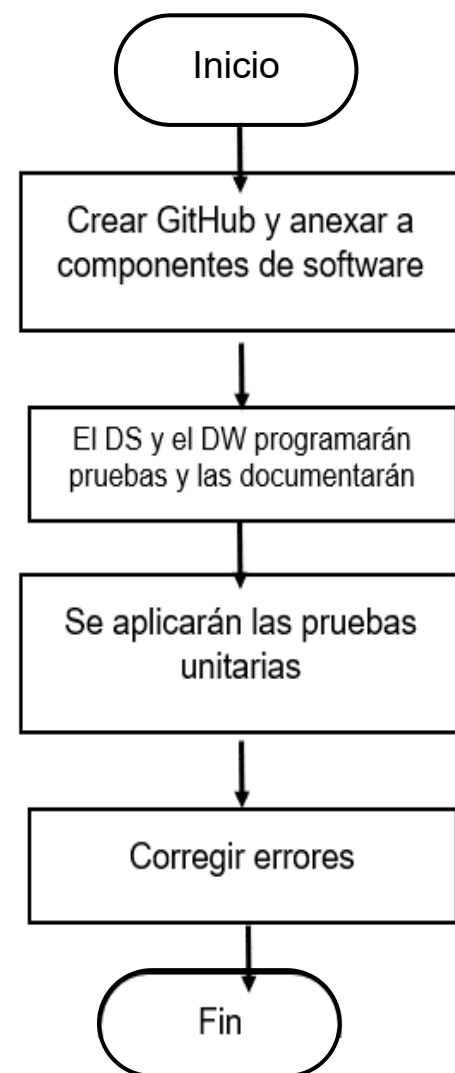 Inicio
Crear GitHub y anexar a
componentes de software
El DS y el DW programarán
pruebas y las documentarán
Se aplicarán las pruebas
unitarias
Corregir errores
Fin